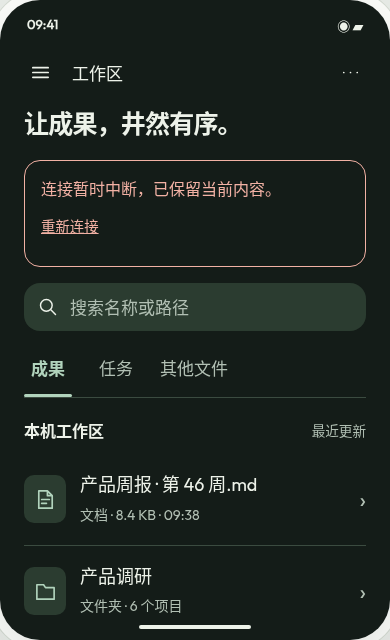 09:41
工作区
···
让成果，井然有序。
连接暂时中断，已保留当前内容。
重新连接
搜索名称或路径
成果 任务 其他文件
本机工作区 最近更新
产品周报·第 46 周.md
文档·8.4 KB·09:38
产品调研
文件夹·6 个项目